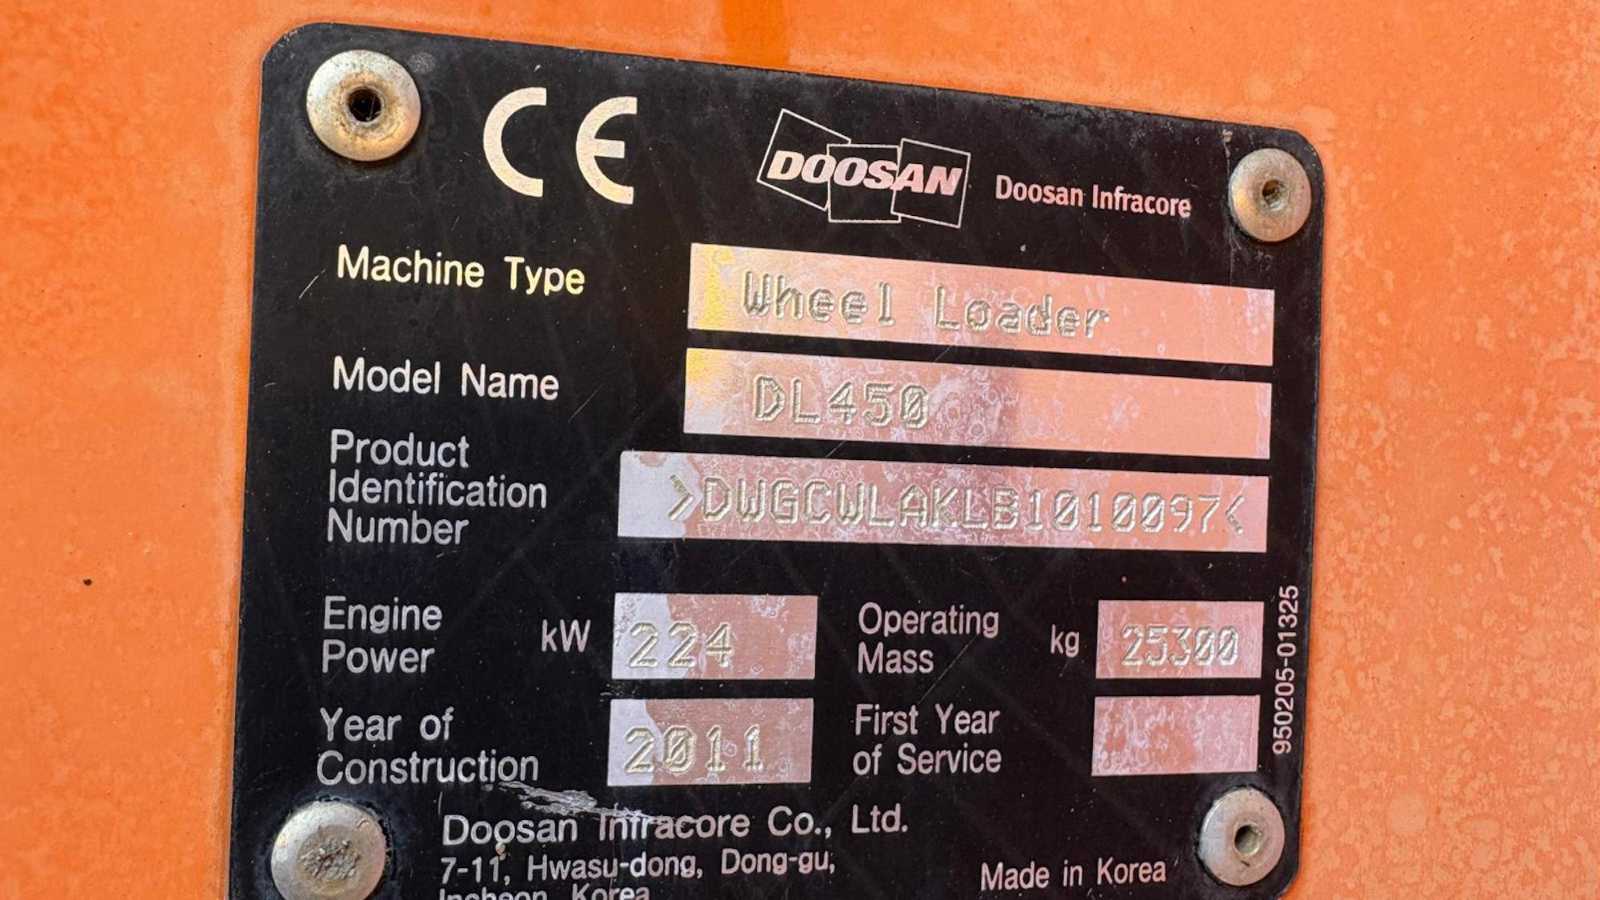 CE
DOOSAN Doosan Infracore
Machine Type Wheel Loader
Model Name DL450
Product
Identification
Number
>DWGCWLAKLB1010097<
Engine
Power
kW 224
Operating
Mass
kg 25300
Year of
Construction
2011
First Year
of Service
950205-01325
Doosan Infracore Co., Ltd.
7-11, Hwasu-dong, Dong-gu,
Incheon, Korea
Made in Korea